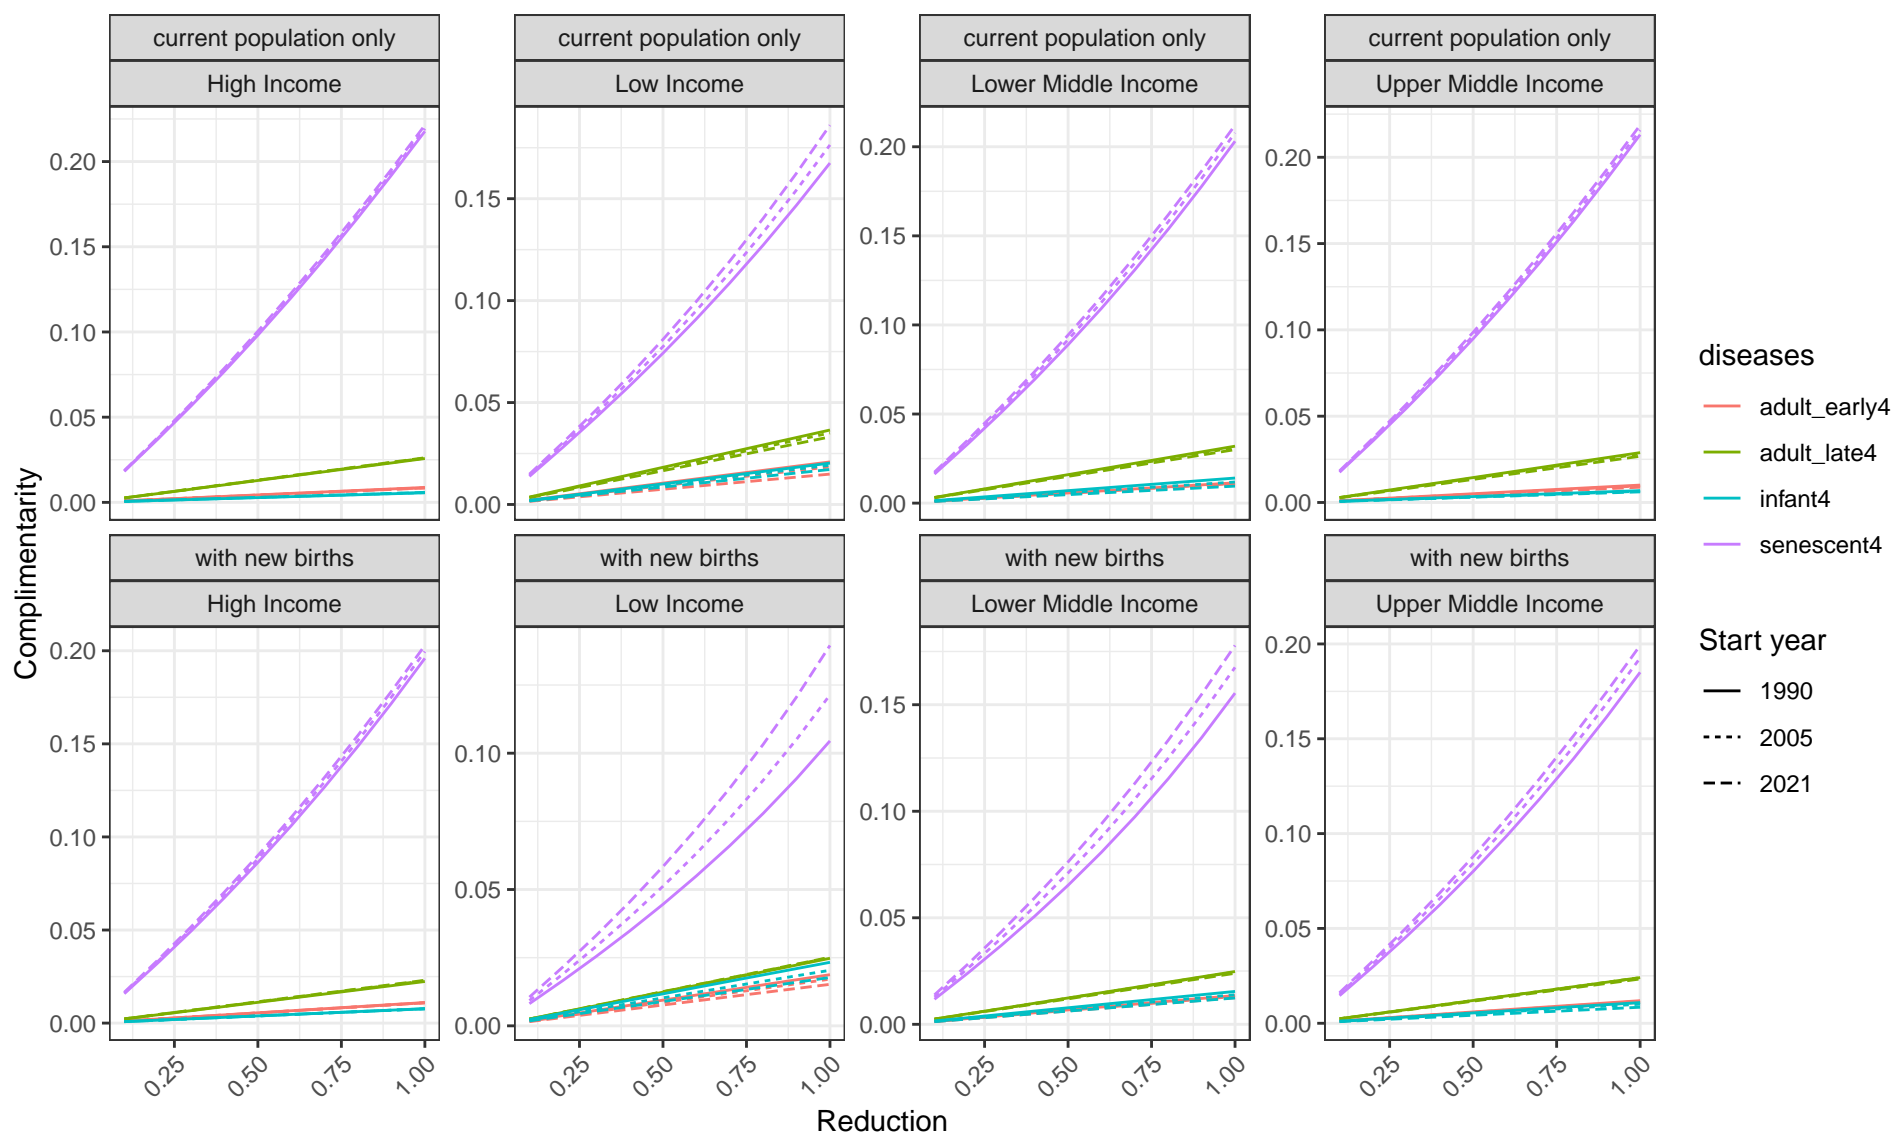 current population only
current population only
current population only
current population only
High Income
Low Income
Lower Middle Income
Upper Middle Income
0.20
0.15
0.10
0.05
0.00
0.15
0.10
0.05
0.00
0.20
0.15
0.10
0.05
0.00
0.20
0.15
0.10
0.05
0.00
with new births
with new births
with new births
with new births
High Income
Low Income
Lower Middle Income
Upper Middle Income
0.20
0.15
0.10
0.05
0.00
0.10
0.05
0.00
0.15
0.10
0.05
0.00
0.20
0.15
0.10
0.05
0.00
0.25
0.50
0.75
1.00
0.25
0.50
0.75
1.00
0.25
0.50
0.75
1.00
0.25
0.50
0.75
1.00
Complimentarity
Reduction
diseases
adult_early4
adult_late4
infant4
senescent4
Start year
1990
2005
2021